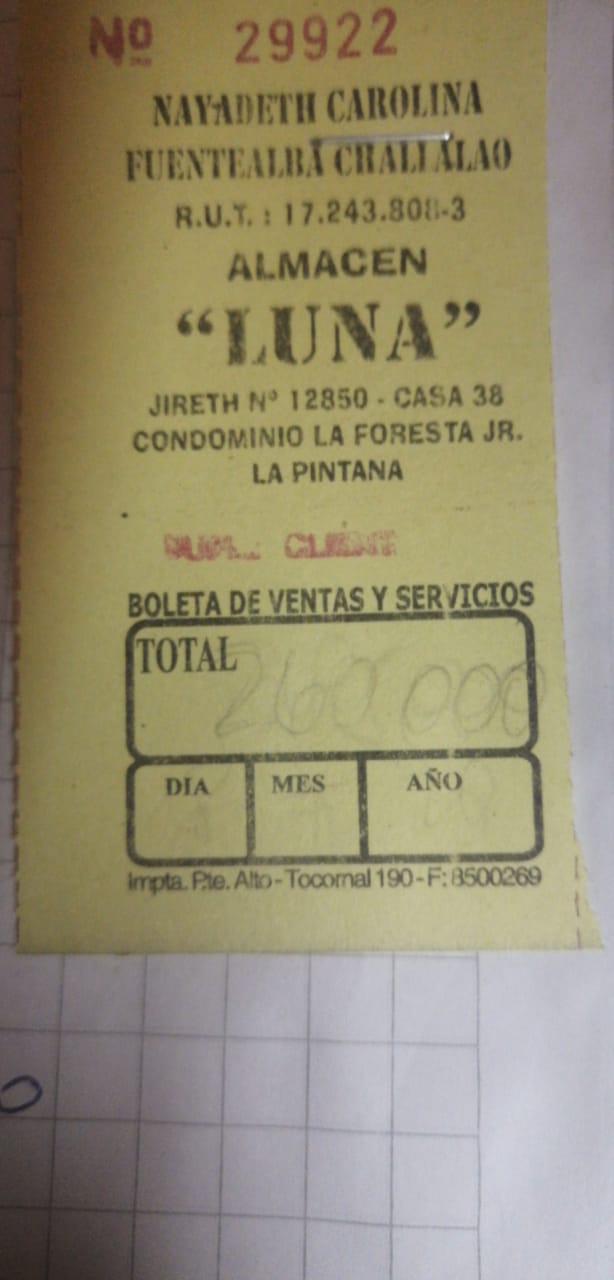 Nº 29922
NAYADETH CAROLINA
FUENTEALBA CHALLALAO
R.U.T. : 17.243.808-3
ALMACEN
"LUNA"
JIRETH Nº 12850 - CASA 38
CONDOMINIO LA FORESTA JR.
LA PINTANA
BOLETA DE VENTAS Y SERVICIOS
TOTAL
260.000
DIA MES AÑO
Impta. Pte. Alto - Tocornal 190 - F: 8500269